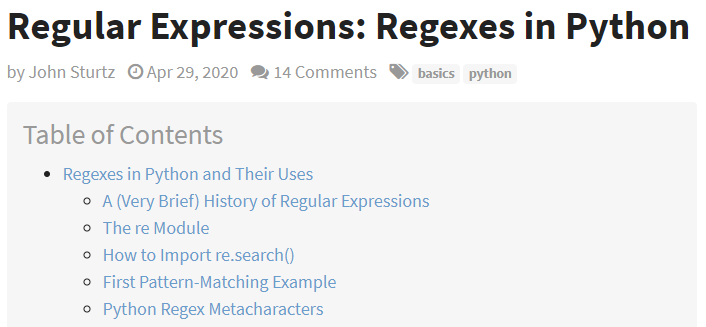 Regular Expressions: Regexes in Python
by John Sturtz Apr 29, 2020 14 Comments basics python
Table of Contents
Regexes in Python and Their Uses
A (Very Brief) History of Regular Expressions
The re Module
How to Import re.search()
First Pattern-Matching Example
Python Regex Metacharacters